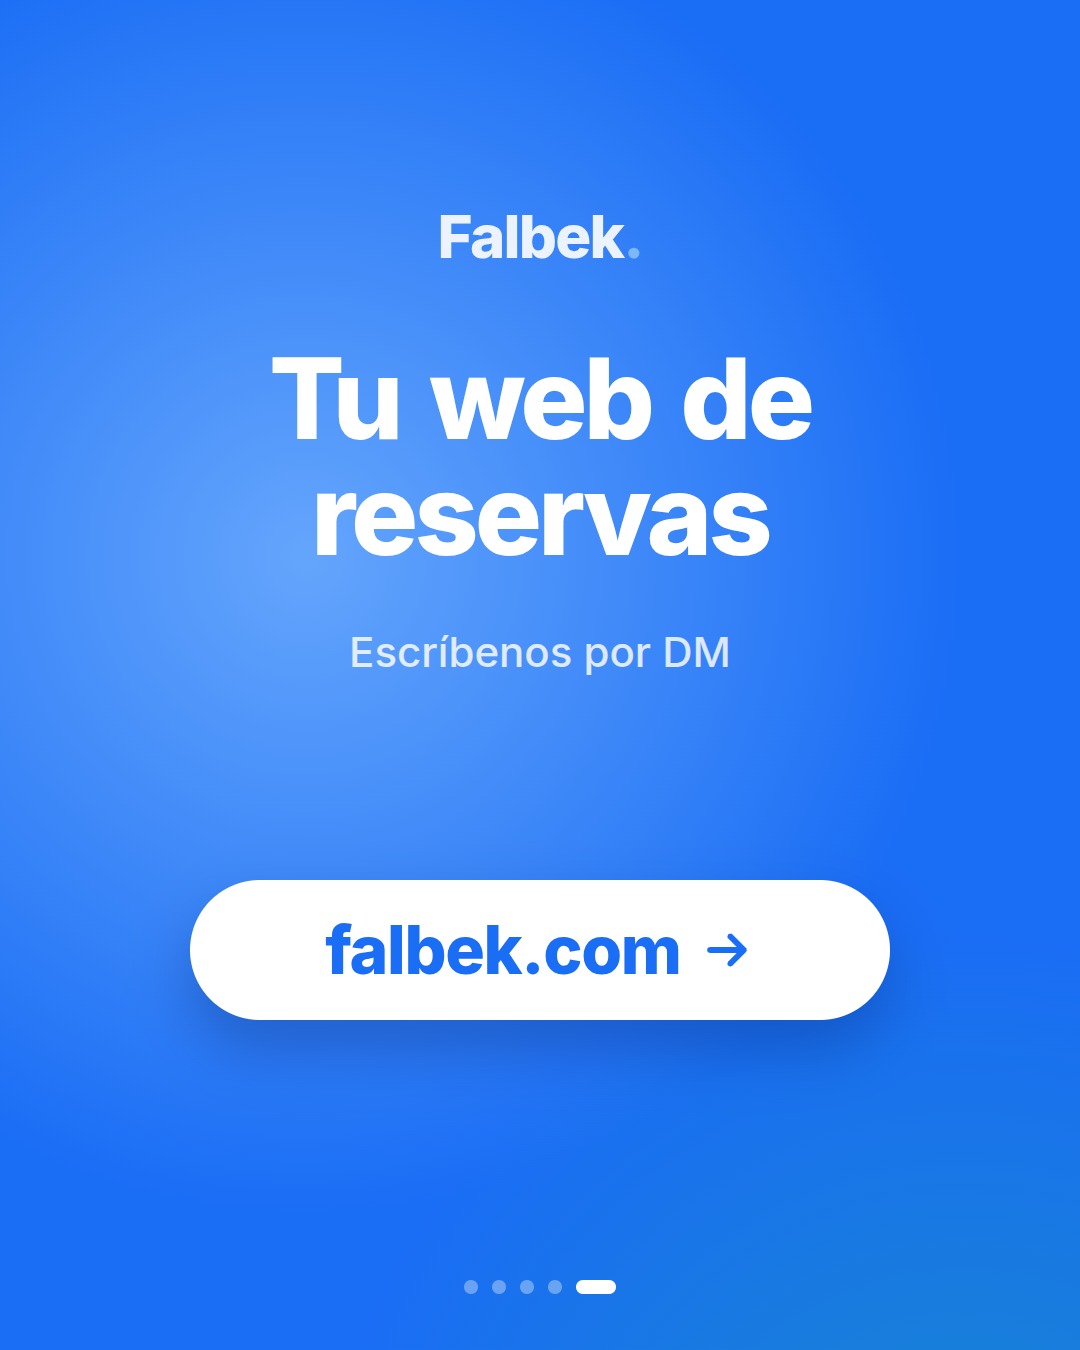 Falbek.
Tu web de
reservas
Escríbenos por DM
falbek.com →